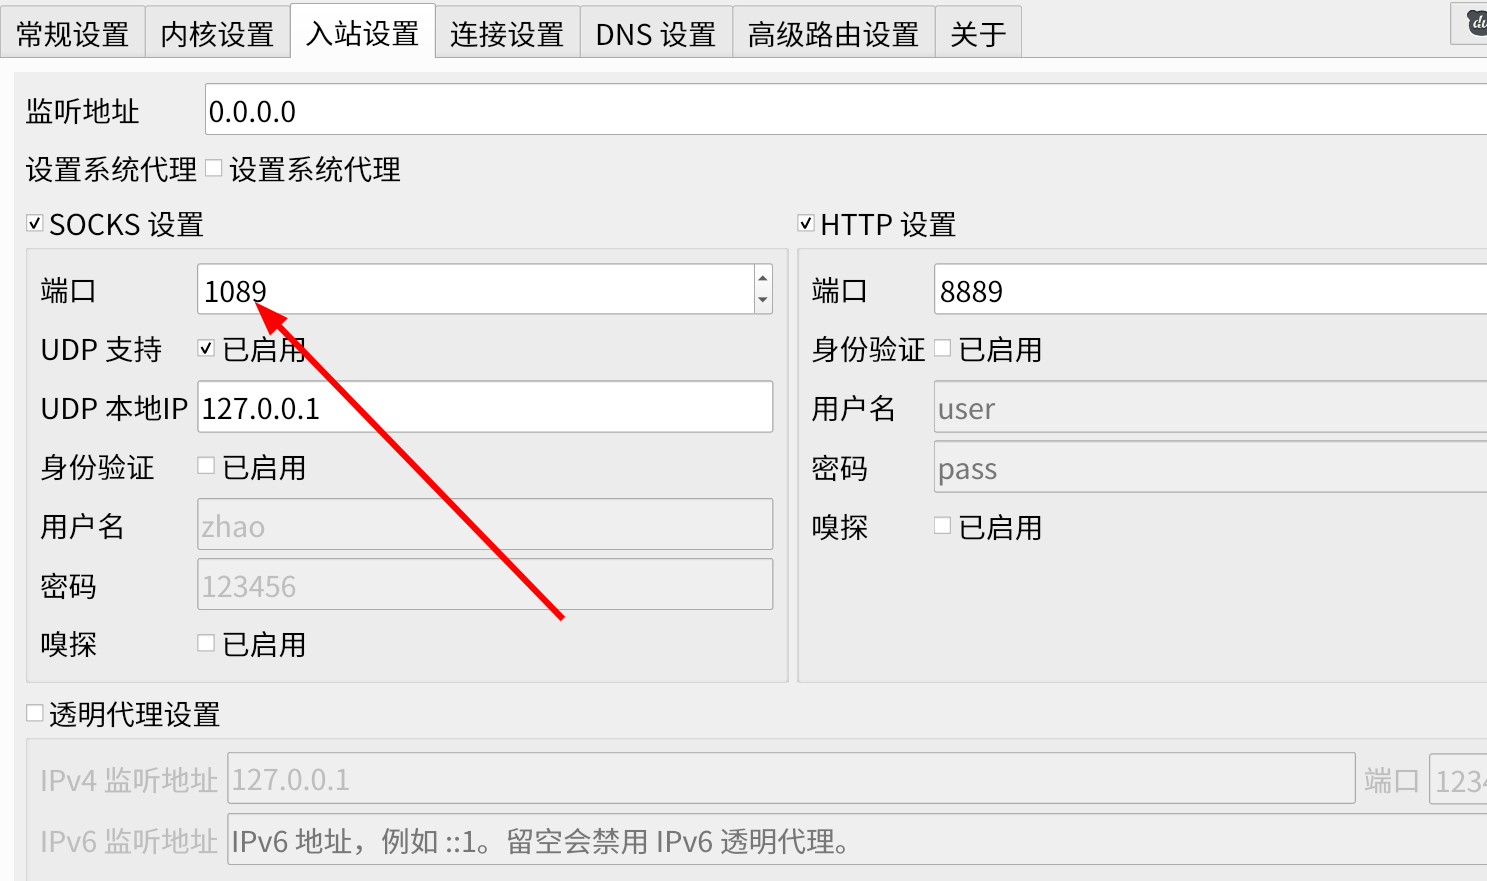 常规设置 内核设置 入站设置 连接设置 DNS 设置 高级路由设置 关于
监听地址 0.0.0.0
设置系统代理 设置系统代理
SOCKS 设置 HTTP 设置
端口 1089 端口 8889
UDP 支持 已启用 身份验证 已启用
UDP 本地IP 127.0.0.1 用户名 user
身份验证 已启用 密码 pass
用户名 zhao 嗅探 已启用
密码 123456
嗅探 已启用
透明代理设置
IPv4 监听地址 127.0.0.1 端口
IPv6 监听地址 IPv6 地址，例如 ::1。留空会禁用 IPv6 透明代理。